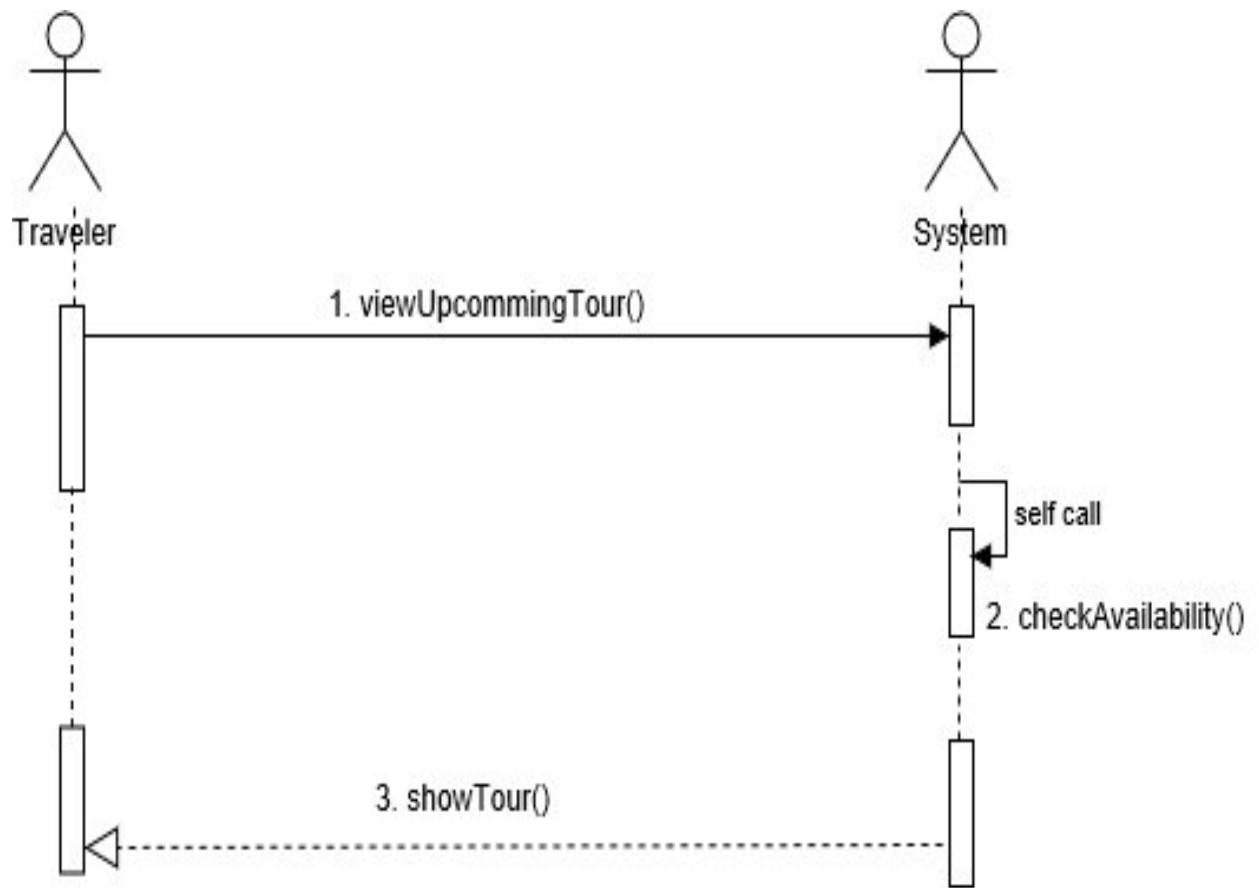 Traveler
System
1. viewUpcommingTour()
self call
2. checkAvailability()
3. showTour()